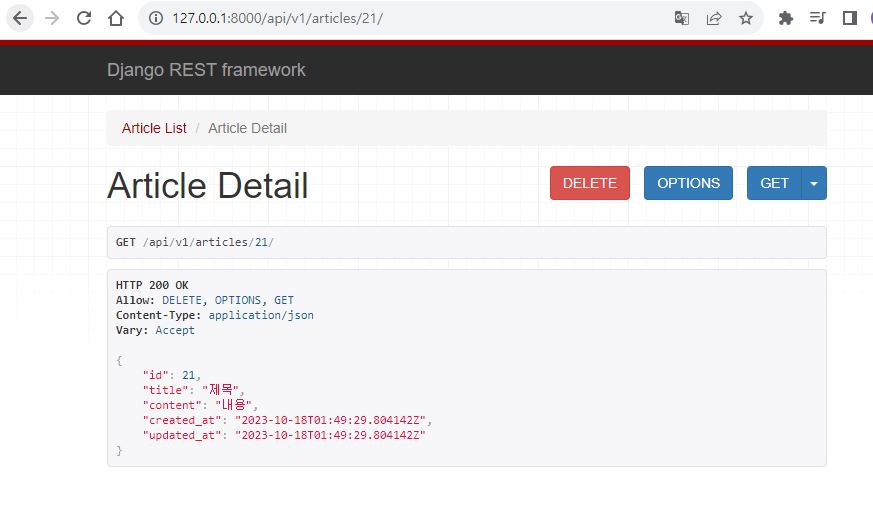 127.0.0.1:8000/api/v1/articles/21/
Django REST framework
Article List / Article Detail
Article Detail
DELETE OPTIONS GET
GET /api/v1/articles/21/
HTTP 200 OK
Allow: DELETE, OPTIONS, GET
Content-Type: application/json
Vary: Accept
{
    "id": 21,
    "title": "제목",
    "content": "내용",
    "created_at": "2023-10-18T01:49:29.804142Z",
    "updated_at": "2023-10-18T01:49:29.804142Z"
}